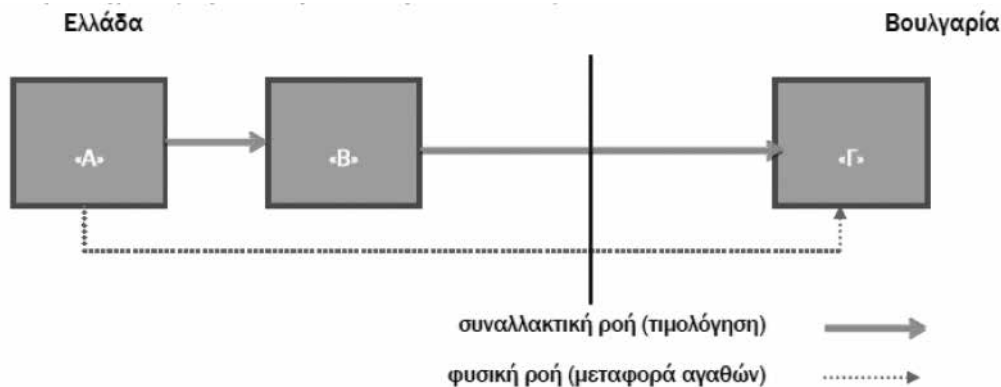 Ελλάδα
Βουλγαρία
«Α»
«Β»
«Γ»
συναλλακτική ροή (τιμολόγηση)
φυσική ροή (μεταφορά αγαθών)